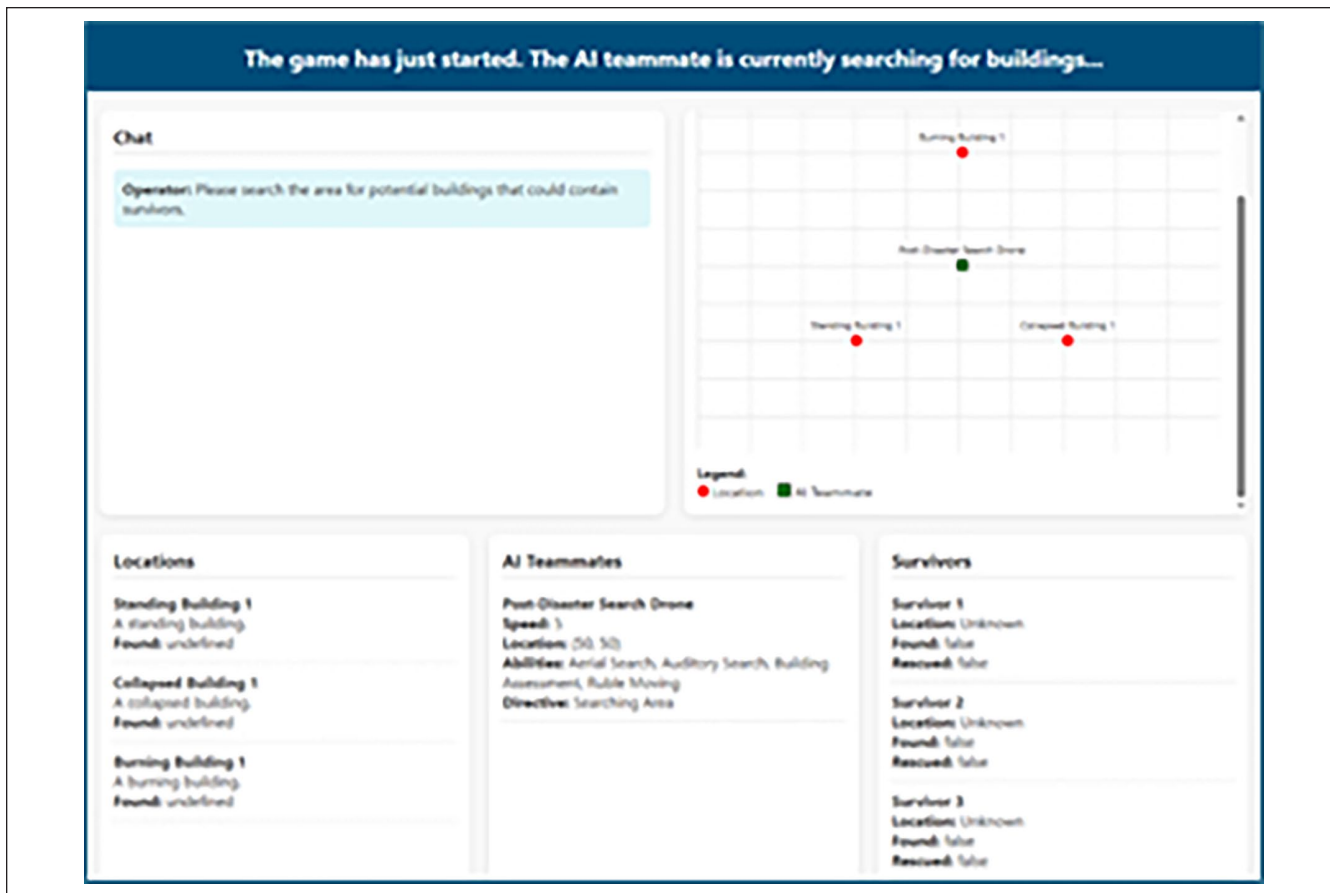 The game has just started. The AI teammate is currently searching for buildings...
Chat
Operator: Please search the area for potential buildings that could contain
survivors.
Burning Building 1
Post-Disaster Search Drone
Standing Building 1
Collapsed Building 1
Legend:
Location
AI Teammate
Locations
Standing Building 1
A standing building.
Found: undefined
Collapsed Building 1
A collapsed building.
Found: undefined
Burning Building 1
A burning building.
Found: undefined
AI Teammates
Post-Disaster Search Drone
Speed: 5
Location: (50, 50)
Abilities: Aerial Search, Auditory Search, Building
Assessment, Ruble Moving
Directive: Searching Area
Survivors
Survivor 1
Location: Unknown
Found: false
Rescued: false
Survivor 2
Location: Unknown
Found: false
Rescued: false
Survivor 3
Location: Unknown
Found: false
Rescued: false